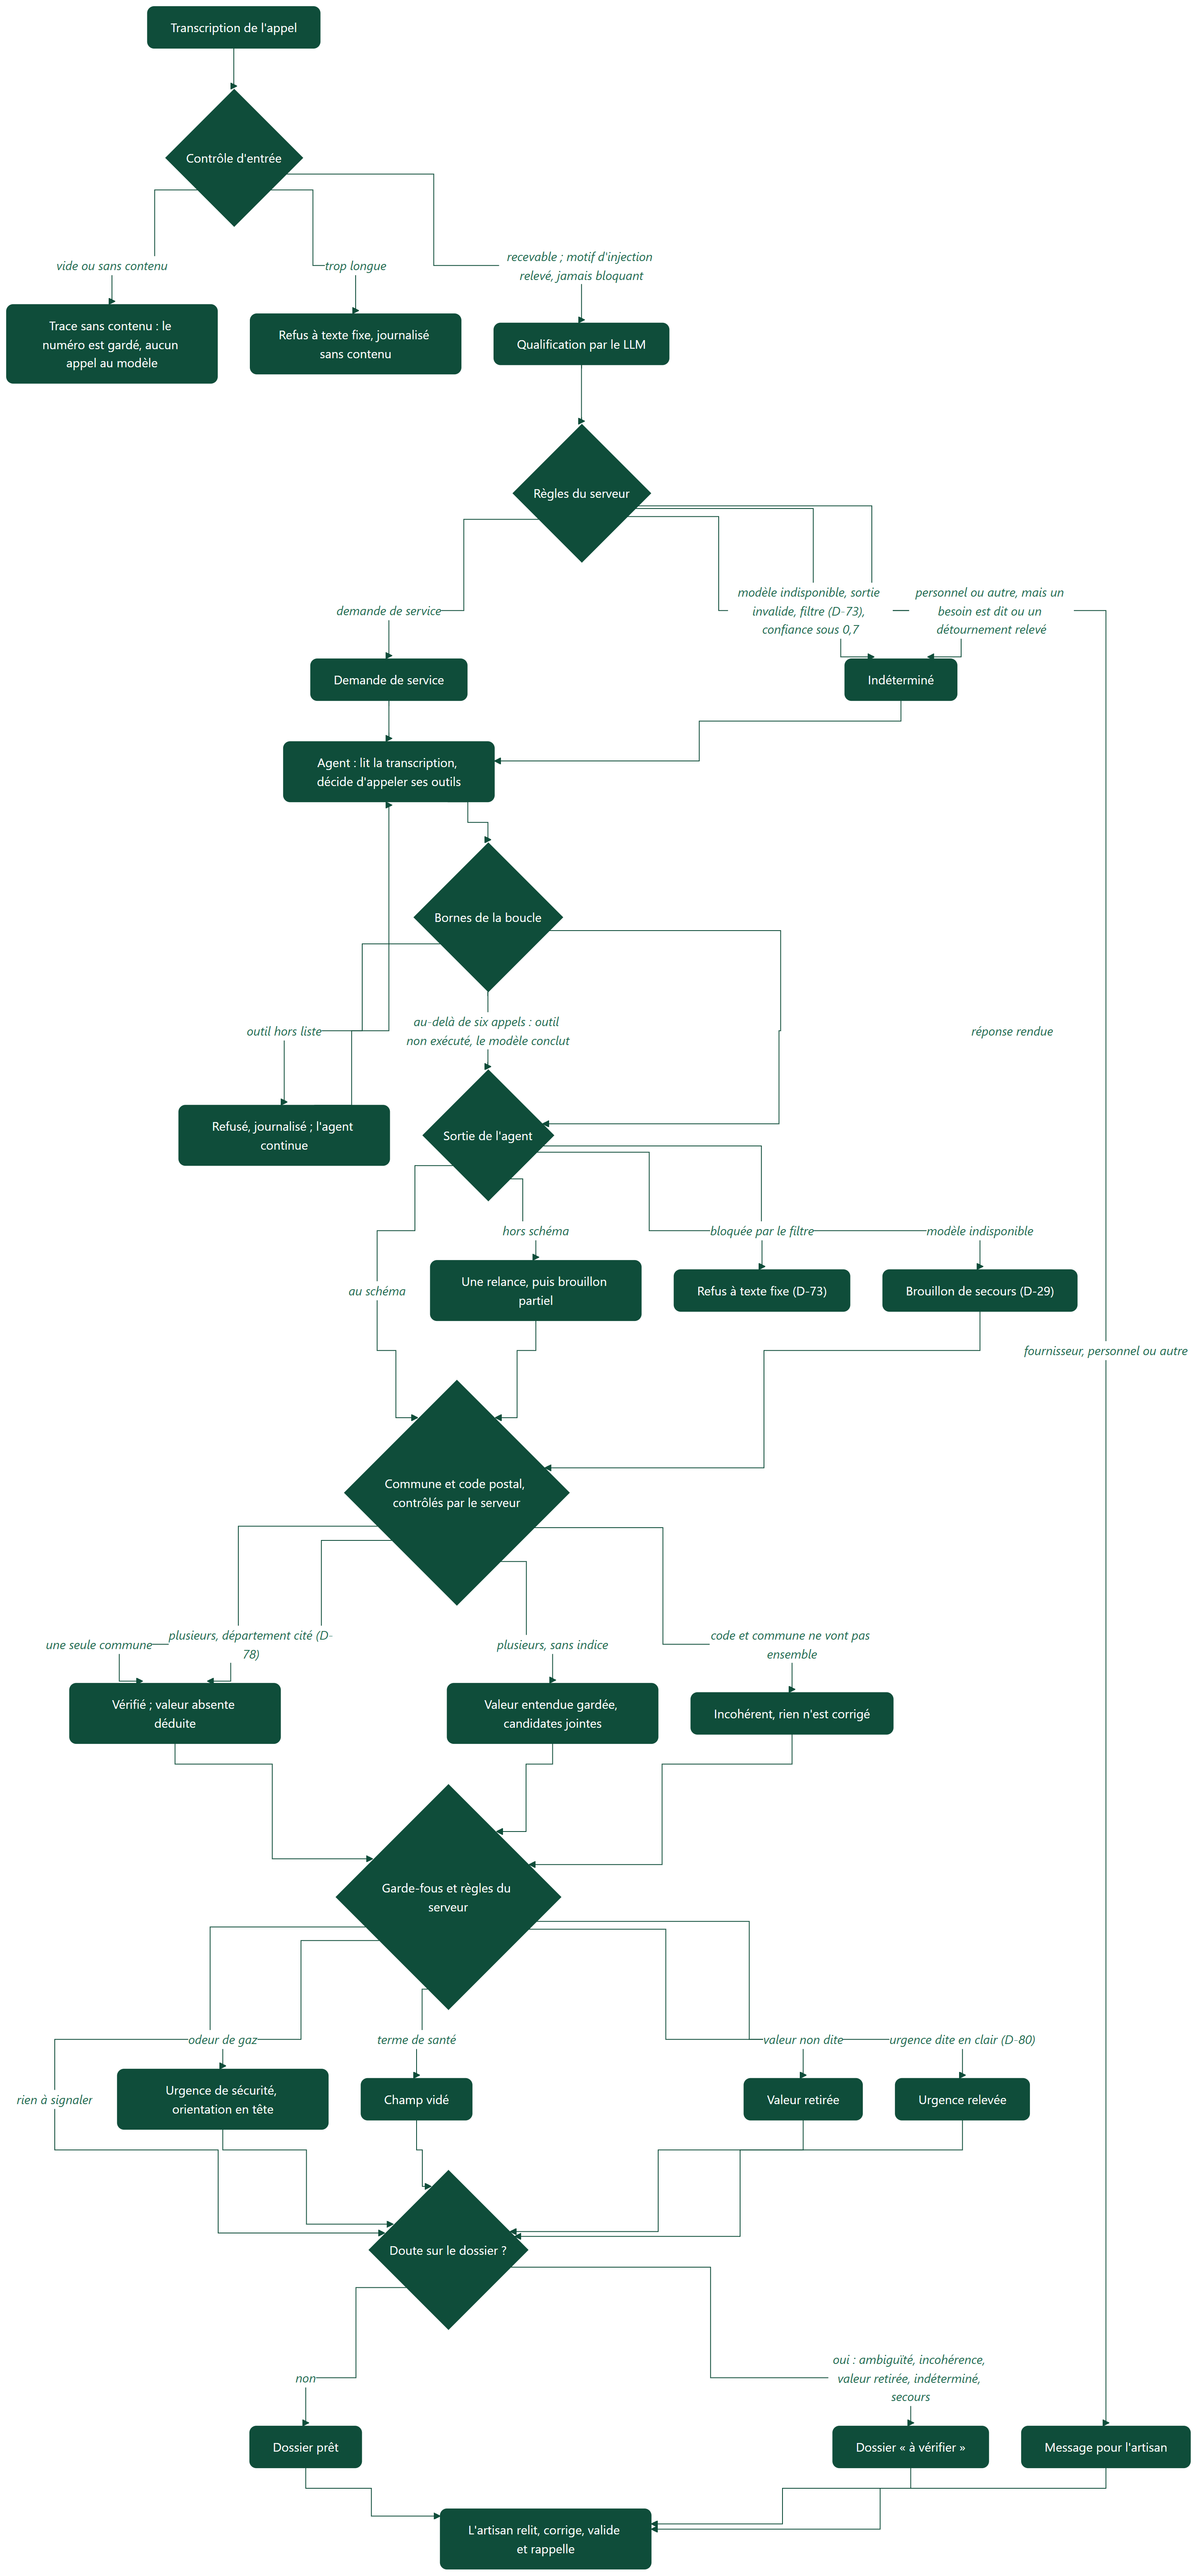 Transcription de l'appel
Contrôle d'entrée
vide ou sans contenu
trop longue
recevable ; motif d'injection
relevé, jamais bloquant
Trace sans contenu : le
numéro est gardé, aucun
appel au modèle
Refus à texte fixe, journalisé
sans contenu
Qualification par le LLM
Règles du serveur
demande de service
modèle indisponible, sortie
invalide, filtre (D-73),
confiance sous 0,7
personnel ou autre, mais un
besoin est dit ou un
détournement relevé
Demande de service
Indéterminé
Agent : lit la transcription,
décide d'appeler ses outils
Bornes de la boucle
outil hors liste
au-delà de six appels : outil
non exécuté, le modèle conclut
réponse rendue
Refusé, journalisé ; l'agent
continue
Sortie de l'agent
au schéma
hors schéma
bloquée par le filtre
modèle indisponible
Une relance, puis brouillon
partiel
Refus à texte fixe (D-73)
Brouillon de secours (D-29)
fournisseur, personnel ou autre
Commune et code postal,
contrôlés par le serveur
une seule commune
plusieurs, département cité (D-
78)
plusieurs, sans indice
code et commune ne vont pas
ensemble
Vérifié ; valeur absente
déduite
Valeur entendue gardée,
candidates jointes
Incohérent, rien n'est corrigé
Garde-fous et règles du
serveur
rien à signaler
odeur de gaz
terme de santé
valeur non dite
urgence dite en clair (D-80)
Urgence de sécurité,
orientation en tête
Champ vidé
Valeur retirée
Urgence relevée
Doute sur le dossier ?
non
oui : ambiguïté, incohérence,
valeur retirée, indéterminé,
secours
Dossier prêt
Dossier « à vérifier »
Message pour l'artisan
L'artisan relit, corrige, valide
et rappelle